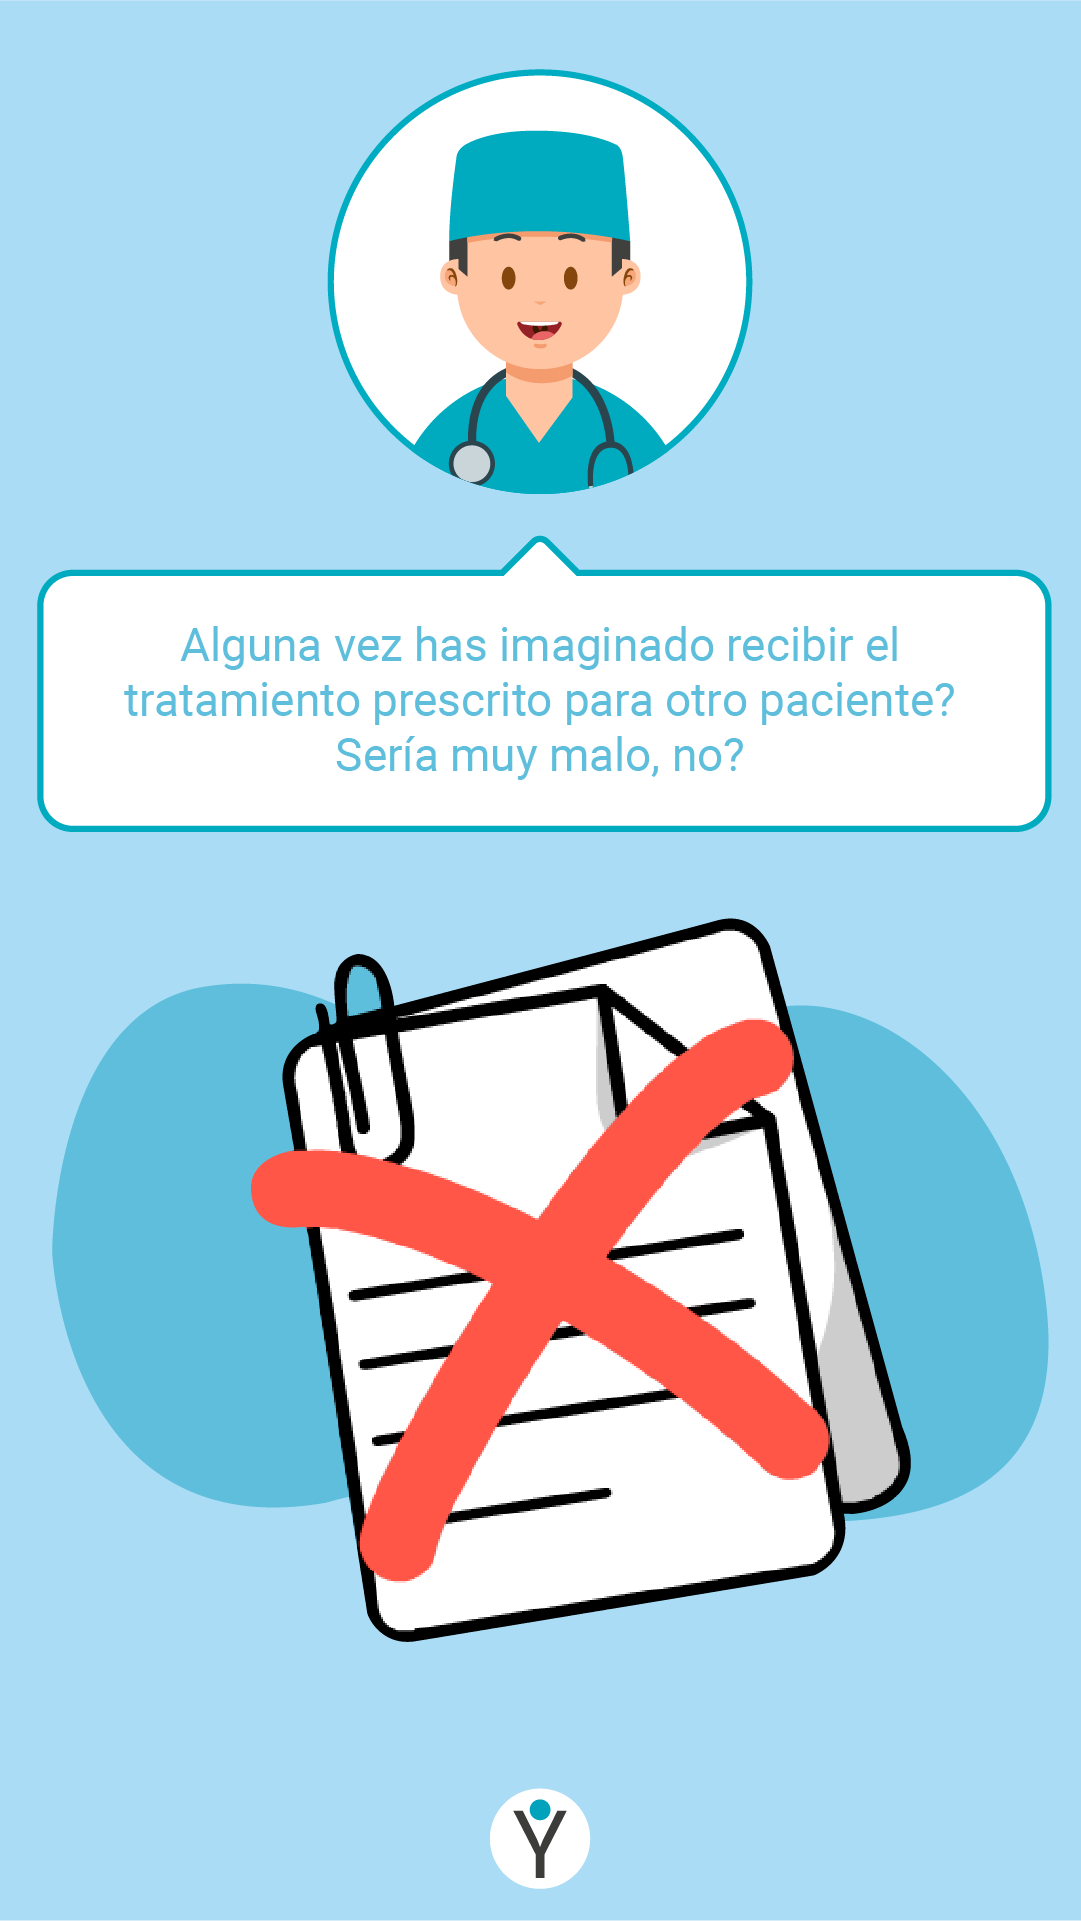 Alguna vez has imaginado recibir el
tratamiento prescrito para otro paciente?
Sería muy malo, no?
Y